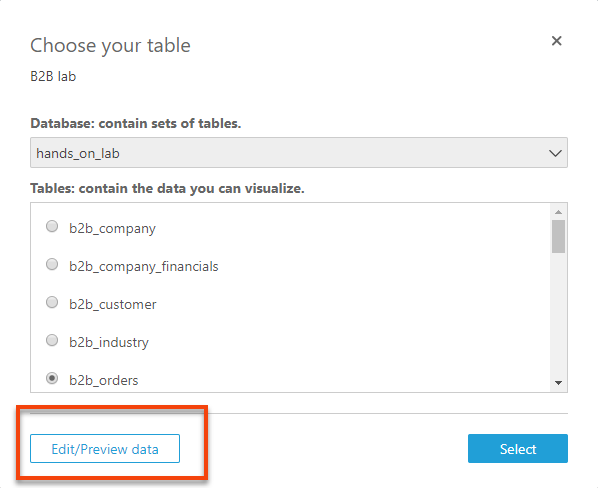 Choose your table
B2B lab
Database: contain sets of tables.
hands_on_lab
Tables: contain the data you can visualize.
b2b_company
b2b_company_financials
b2b_customer
b2b_industry
b2b_orders
Edit/Preview data
Select